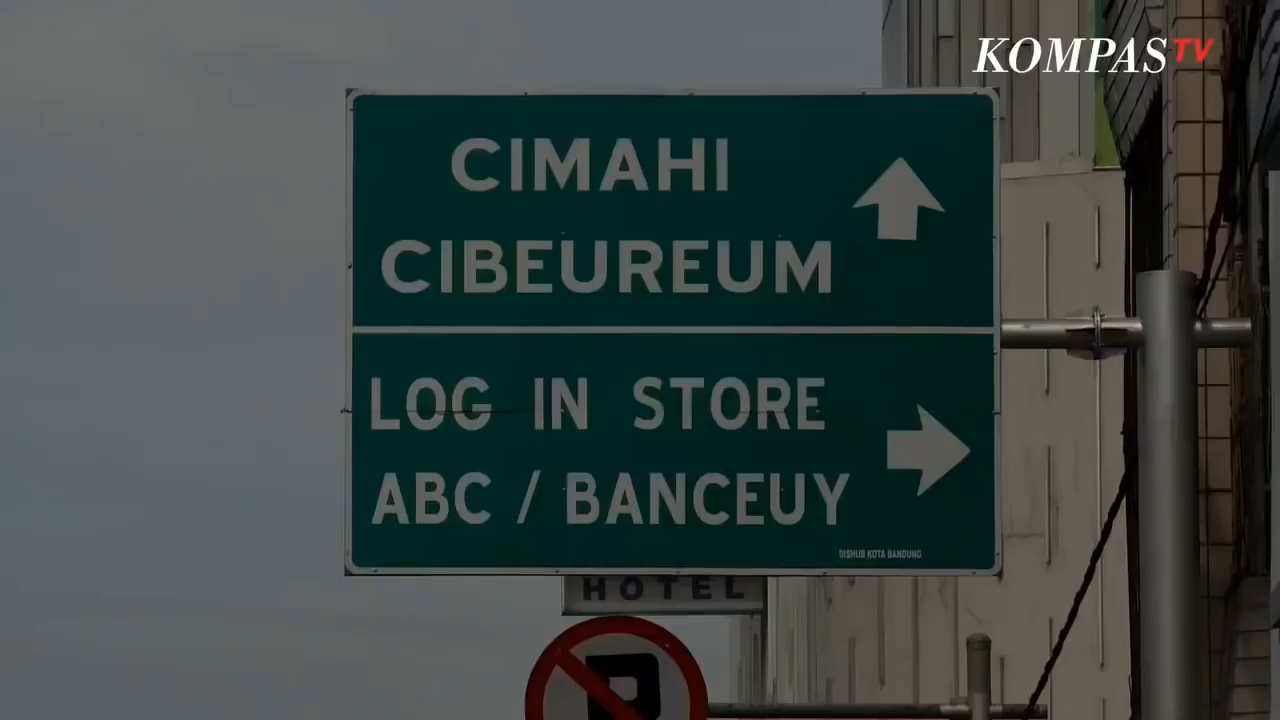 KOMPASTV
CIMAHI
CIBEUREUM
LOG IN STORE
ABC / BANCEUY
DISHUB KOTA BANDUNG
HOTEL
P